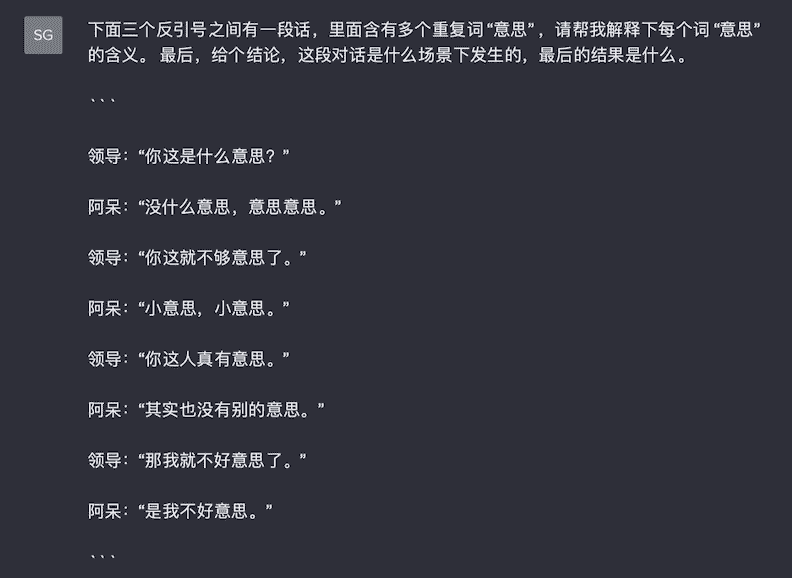 SG
下面三个反引号之间有一段话，里面含有多个重复词“意思”，请帮我解释下每个词“意思”
的含义。 最后，给个结论，这段对话是什么场景下发生的，最后的结果是什么。
```
领导：“你这是什么意思？”
阿呆：“没什么意思，意思意思。”
领导：“你这就不够意思了。”
阿呆：“小意思，小意思。”
领导：“你这人真有意思。”
阿呆：“其实也没有别的意思。”
领导：“那我就不好意思了。”
阿呆：“是我不好意思。”
```